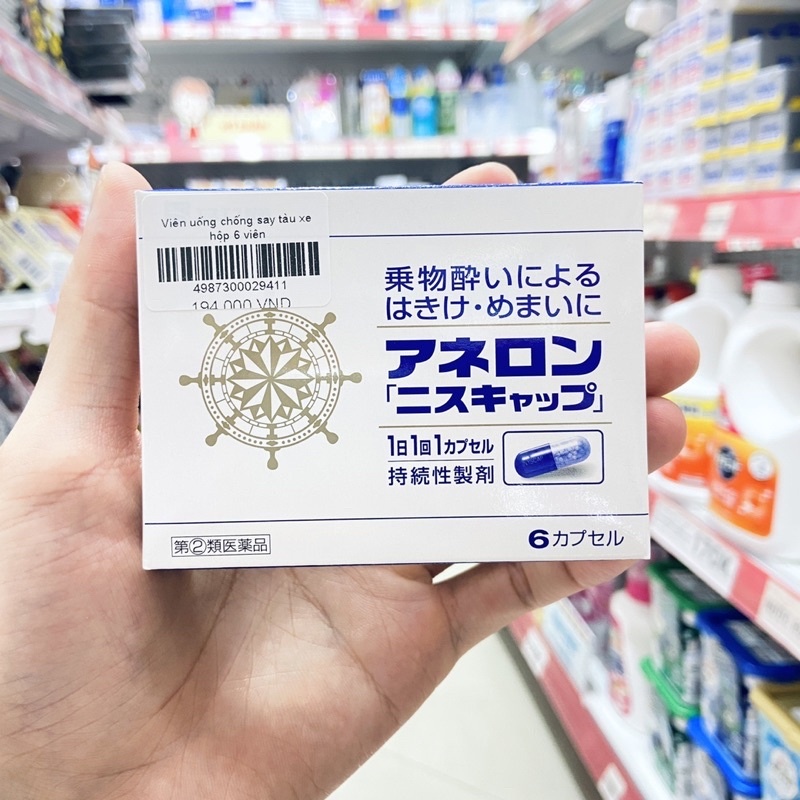 Viên uống chống say tàu xe
hộp 6 viên
4987300029411
194,000 VND
乗物酔いによる
はきけ・めまいに
アネロン
「ニスキャップ」
1日1回1カプセル
持続性製剤
第②類医薬品
6カプセル